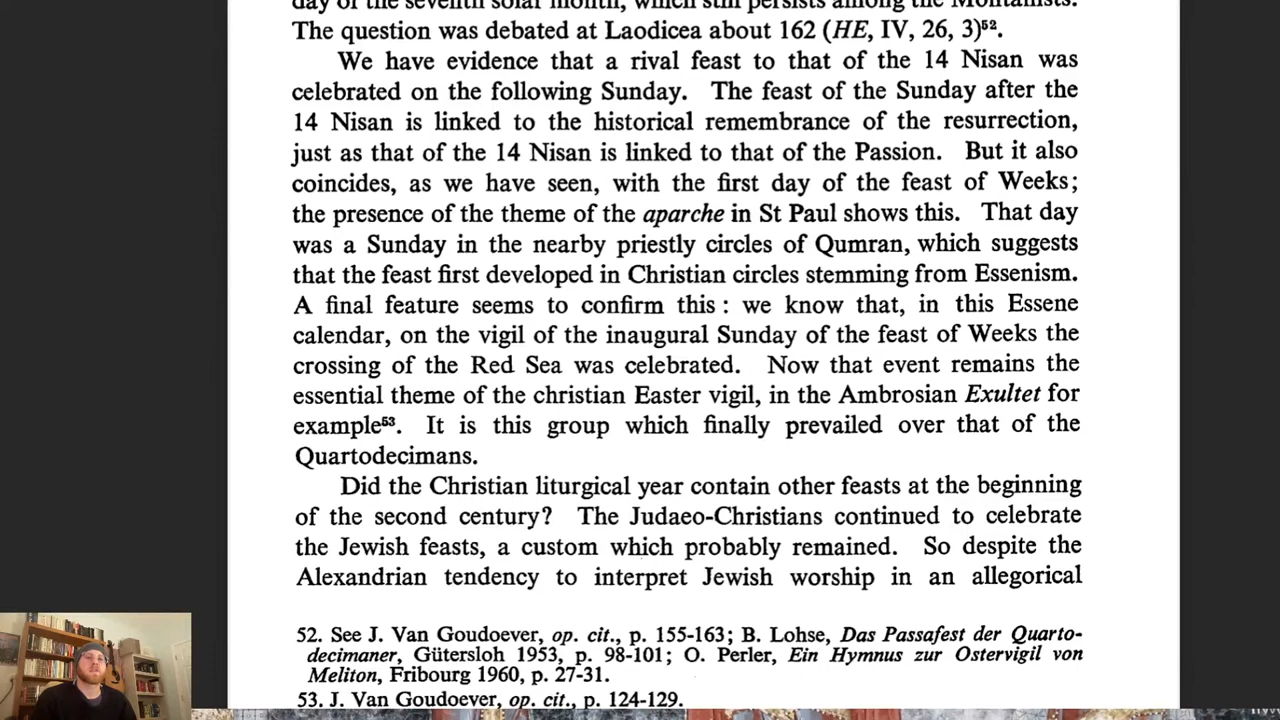 day of the seventh solar month, which still persists among the Montanists.
The question was debated at Laodicea about 162 (HE, IV, 26, 3)⁵².
We have evidence that a rival feast to that of the 14 Nisan was
celebrated on the following Sunday. The feast of the Sunday after the
14 Nisan is linked to the historical remembrance of the resurrection,
just as that of the 14 Nisan is linked to that of the Passion. But it also
coincides, as we have seen, with the first day of the feast of Weeks;
the presence of the theme of the aparche in St Paul shows this. That day
was a Sunday in the nearby priestly circles of Qumran, which suggests
that the feast first developed in Christian circles stemming from Essenism.
A final feature seems to confirm this : we know that, in this Essene
calendar, on the vigil of the inaugural Sunday of the feast of Weeks the
crossing of the Red Sea was celebrated. Now that event remains the
essential theme of the christian Easter vigil, in the Ambrosian Exultet for
example⁵³. It is this group which finally prevailed over that of the
Quartodecimans.
Did the Christian liturgical year contain other feasts at the beginning
of the second century? The Judaeo-Christians continued to celebrate
the Jewish feasts, a custom which probably remained. So despite the
Alexandrian tendency to interpret Jewish worship in an allegorical
52. See J. Van Goudoever, op. cit., p. 155-163; B. Lohse, Das Passafest der Quarto-
decimaner, Gütersloh 1953, p. 98-101; O. Perler, Ein Hymnus zur Ostervigil von
Meliton, Fribourg 1960, p. 27-31.
53. J. Van Goudoever, op. cit., p. 124-129.